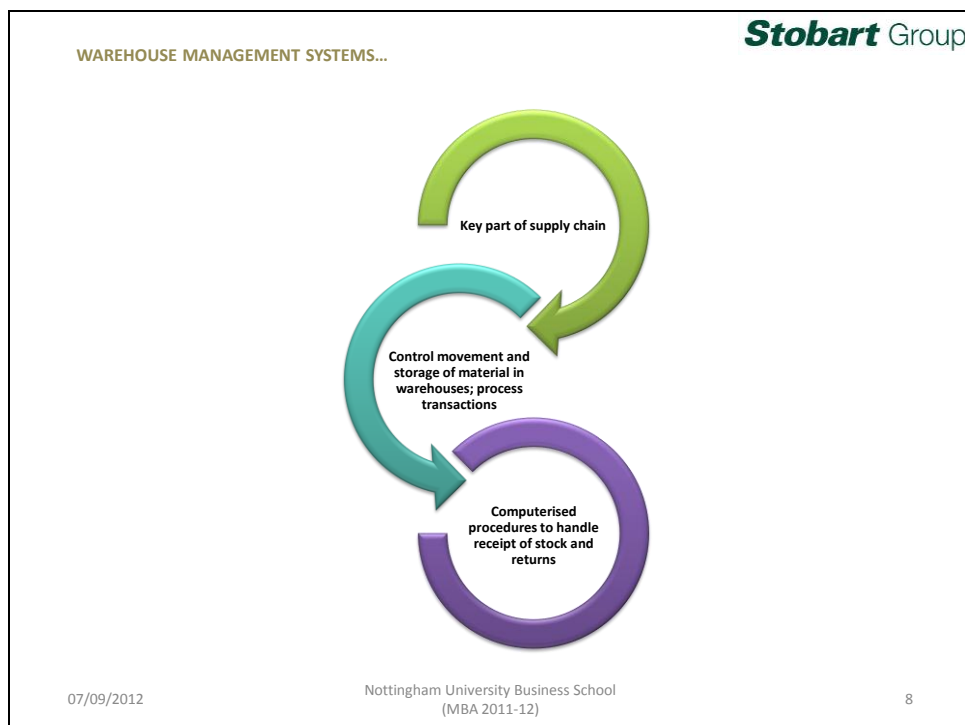 Stobart Group
WAREHOUSE MANAGEMENT SYSTEMS…
Key part of supply chain
Control movement and
storage of material in
warehouses; process
transactions
Computerised
procedures to handle
receipt of stock and
returns
07/09/2012
Nottingham University Business School
(MBA 2011-12)
8